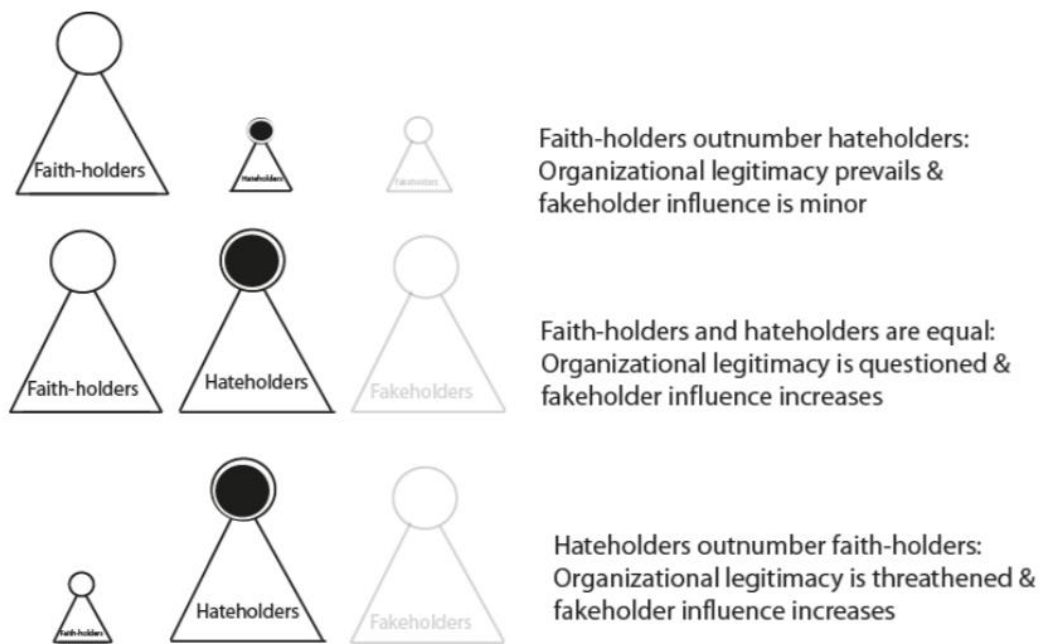 Faith-holders
Hateholders
Fakeholders
Faith-holders outnumber hateholders:
Organizational legitimacy prevails &
fakeholder influence is minor
Faith-holders
Hateholders
Fakeholders
Faith-holders and hateholders are equal:
Organizational legitimacy is questioned &
fakeholder influence increases
Faith-holders
Hateholders
Fakeholders
Hateholders outnumber faith-holders:
Organizational legitimacy is threathened &
fakeholder influence increases